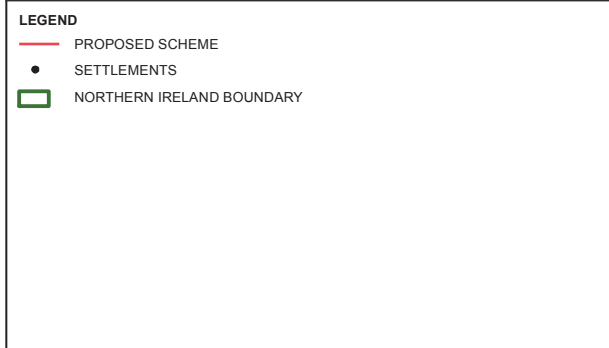 LEGEND
PROPOSED SCHEME
SETTLEMENTS
NORTHERN IRELAND BOUNDARY